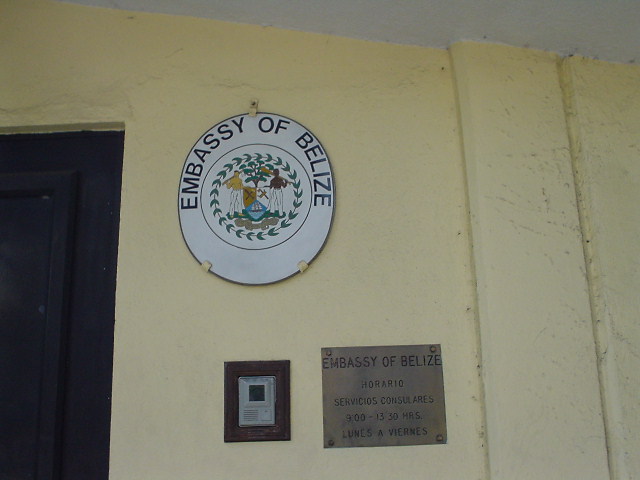 EMBASSY OF BELIZE
EMBASSY OF BELIZE
HORARIO
SERVICIOS CONSULARES
9:00 - 13:30 HRS.
LUNES A VIERNES